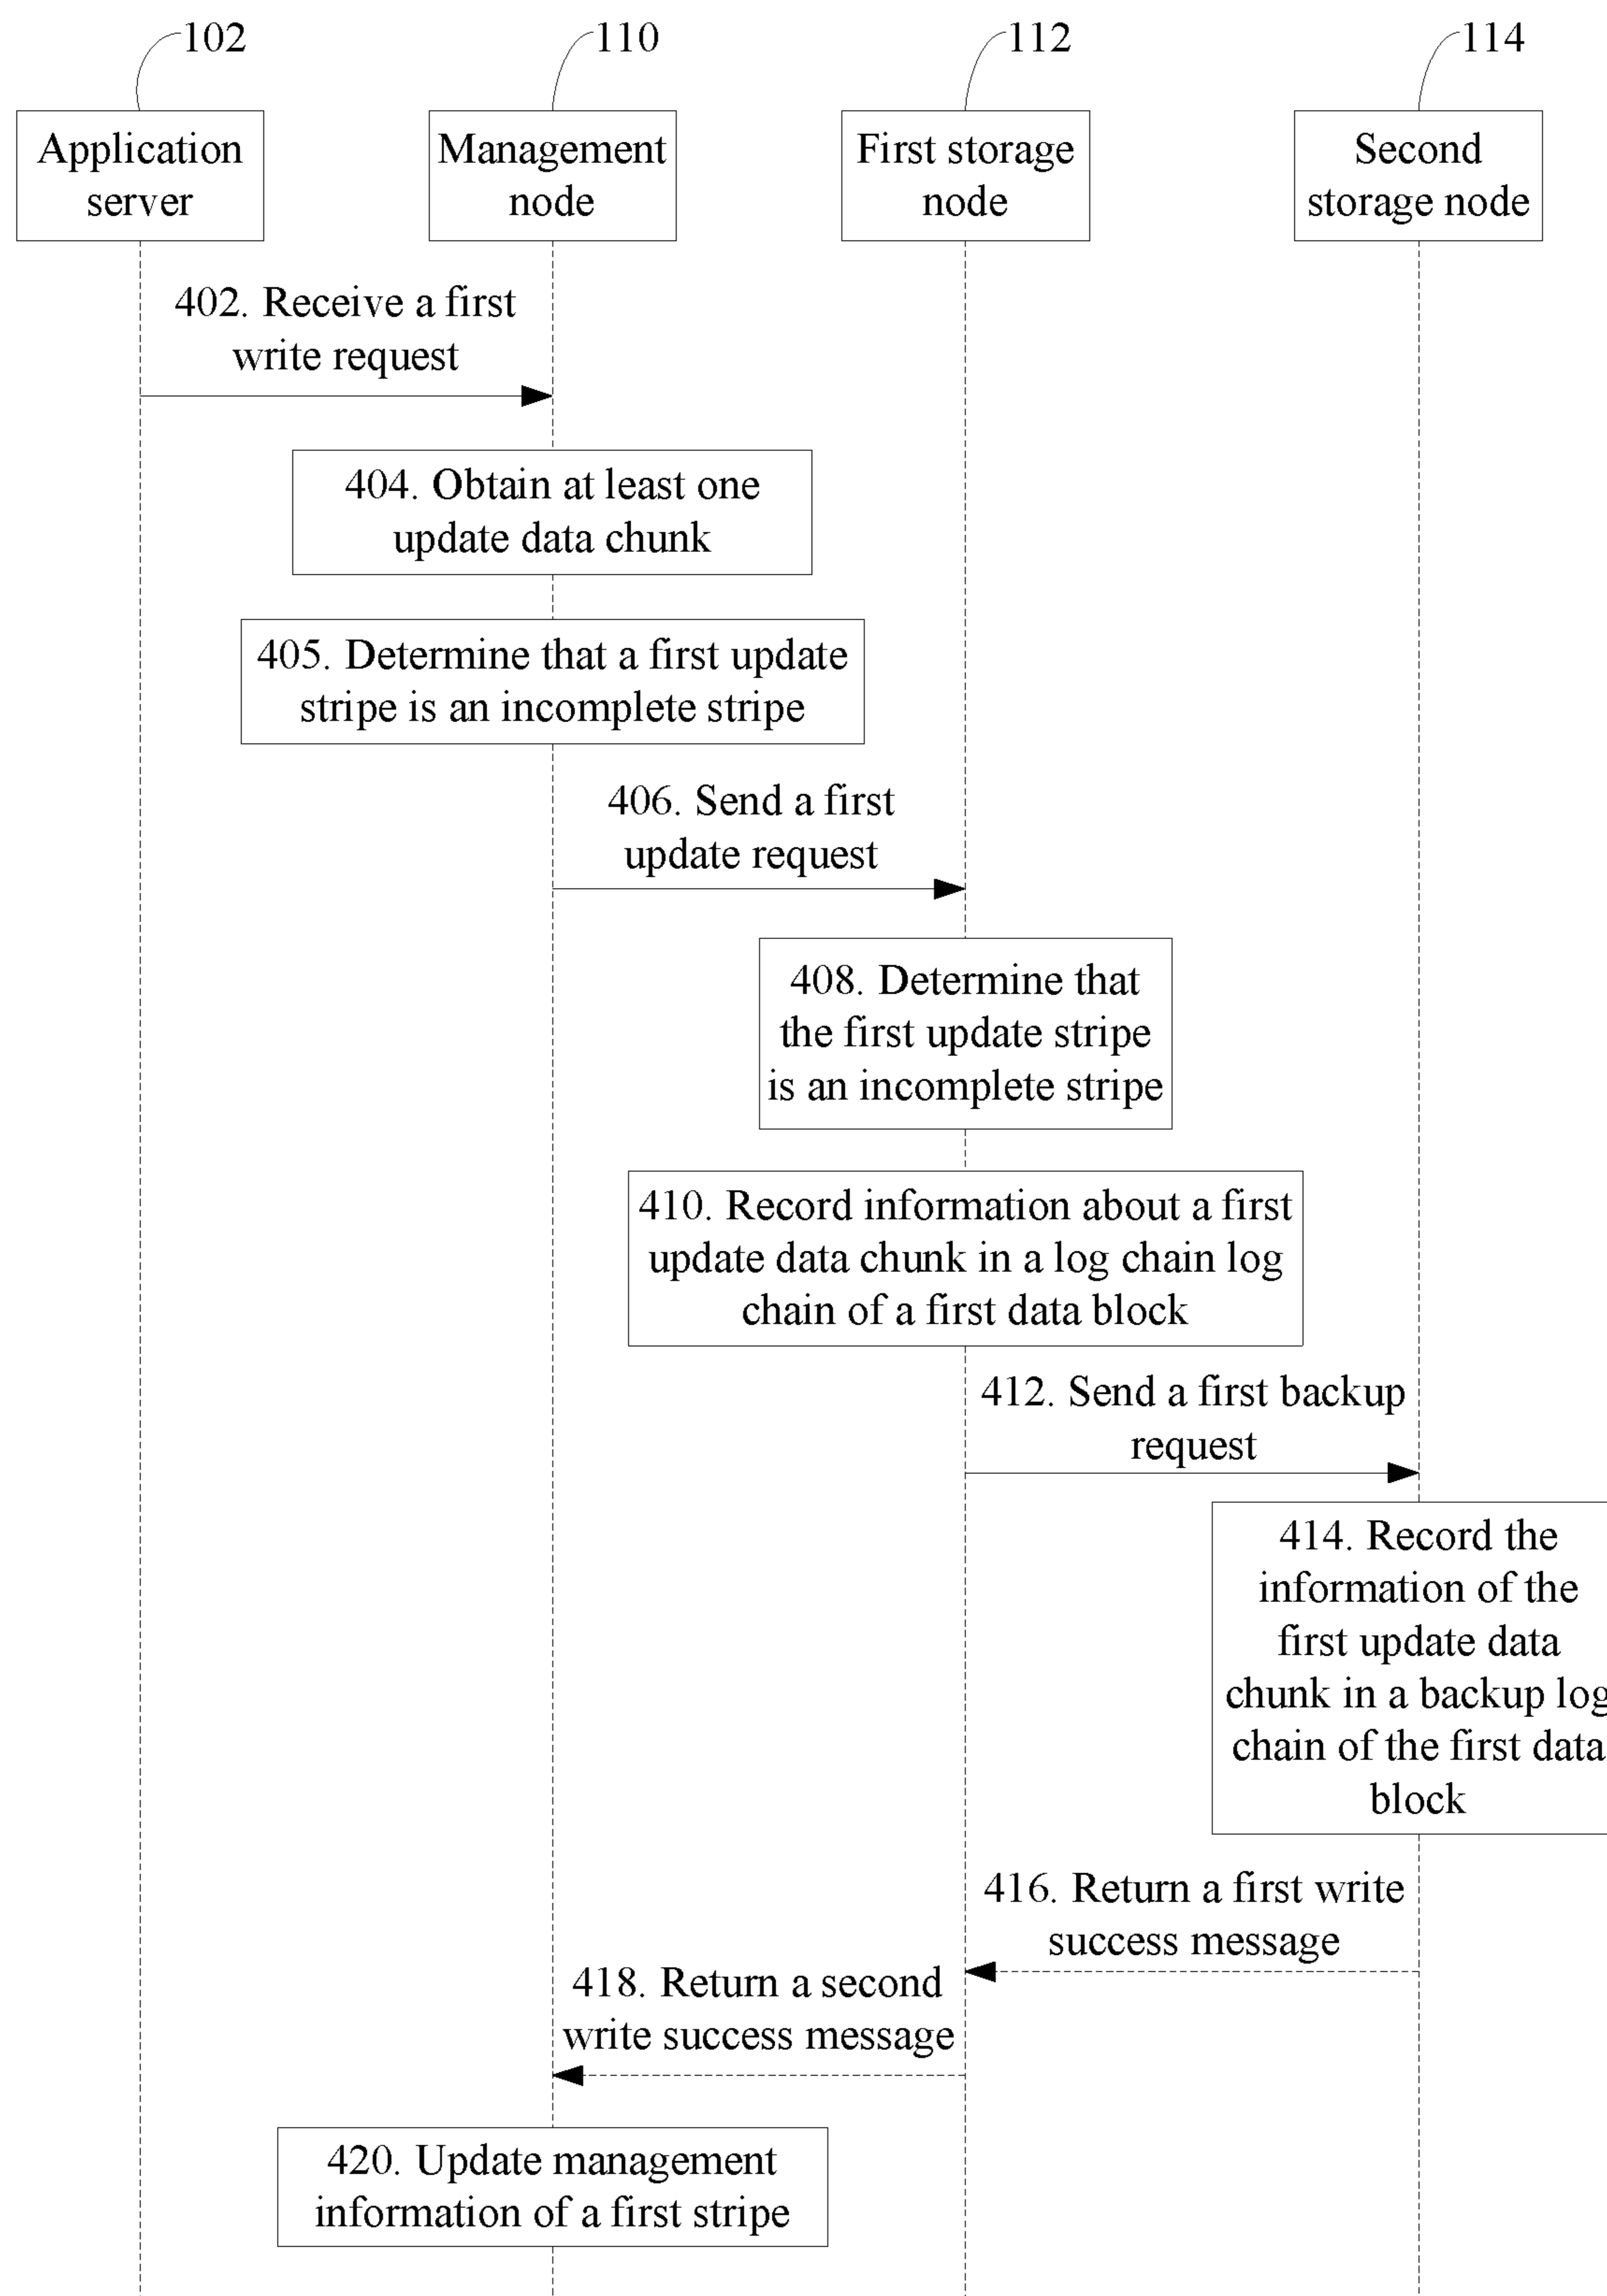 102
110
112
114
Application
server
Management
node
First storage
node
Second
storage node
402. Receive a first
write request
404. Obtain at least one
update data chunk
405. Determine that a first update
stripe is an incomplete stripe
406. Send a first
update request
408. Determine that
the first update stripe
is an incomplete stripe
410. Record information about a first
update data chunk in a log chain log
chain of a first data block
412. Send a first backup
request
414. Record the
information of the
first update data
chunk in a backup log
chain of the first data
block
416. Return a first write
success message
418. Return a second
write success message
420. Update management
information of a first stripe